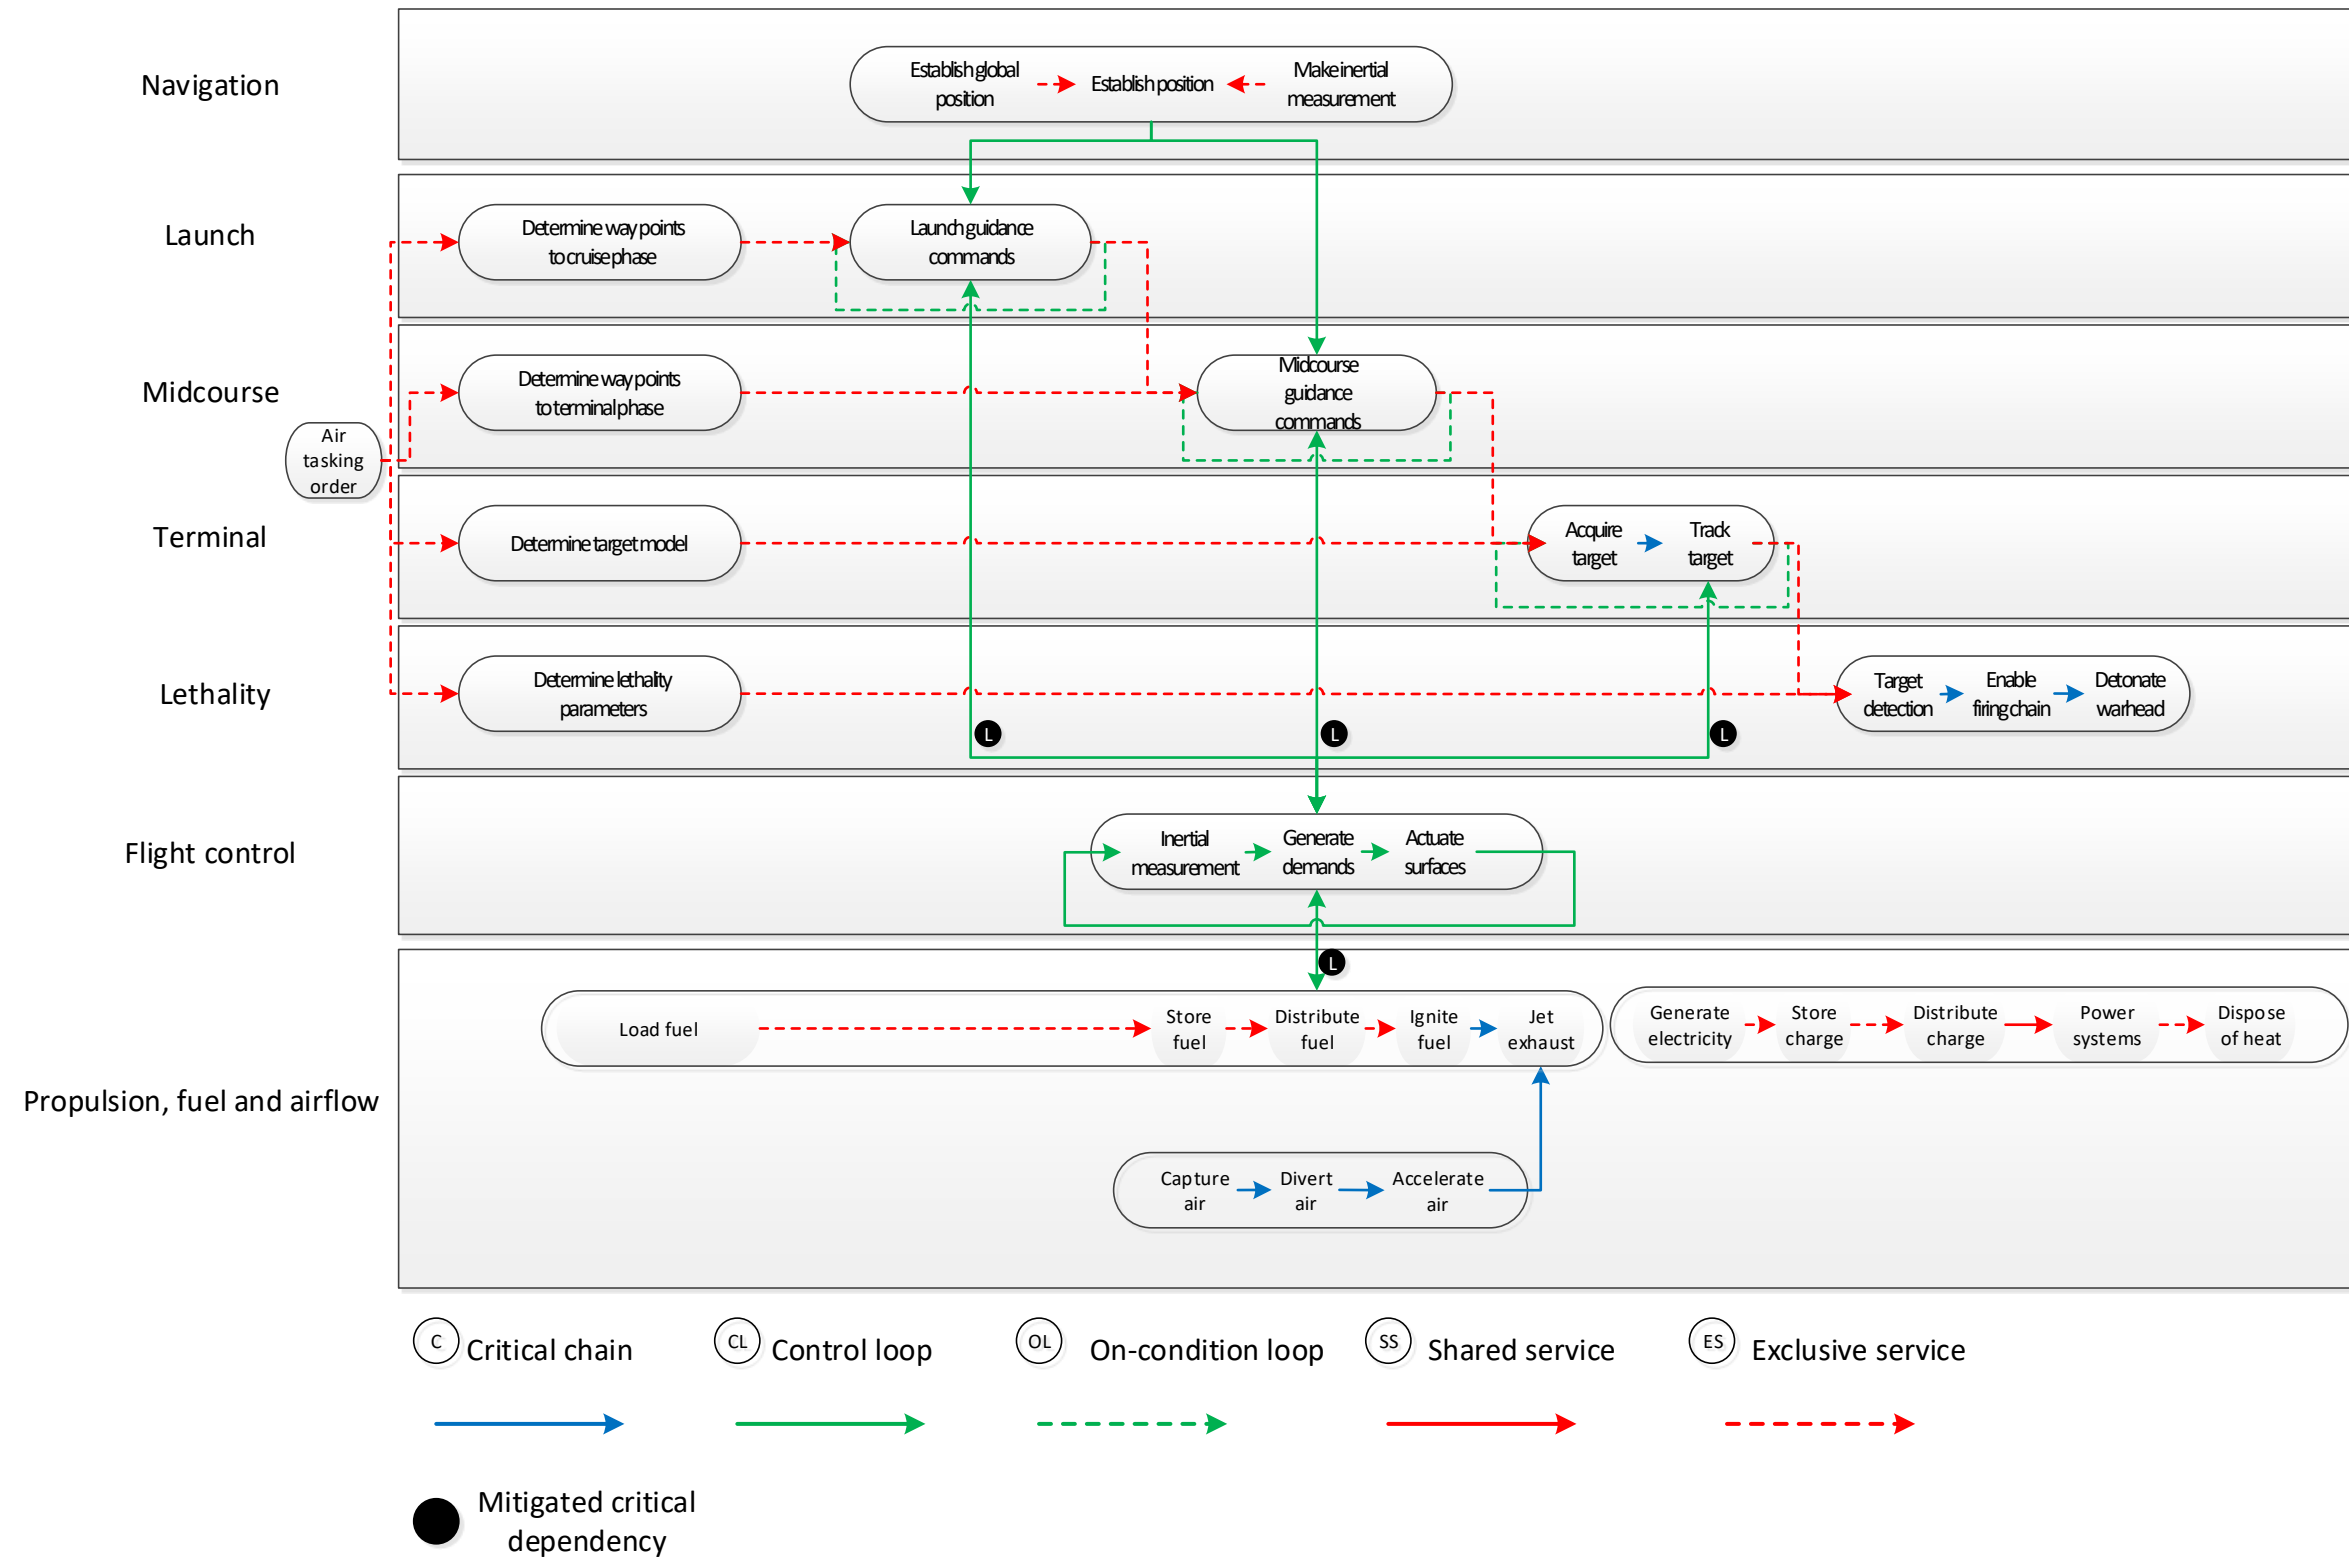 Navigation
Establish global
position
Establish position
Make inertial
measurement
Launch
Determine way points
to cruise phase
Launch guidance
commands
Midcourse
Determine way points
to terminal phase
Midcourse
guidance
commands
Air
tasking
order
Terminal
Determine target model
Acquire
target
Track
target
Lethality
Determine lethality
parameters
Target
detection
Enable
firing chain
Detonate
warhead
L
L
L
Flight control
Inertial
measurement
Generate
demands
Actuate
surfaces
L
Propulsion, fuel and airflow
Load fuel
Store
fuel
Distribute
fuel
Ignite
fuel
Jet
exhaust
Generate
electricity
Store
charge
Distribute
charge
Power
systems
Dispose
of heat
Capture
air
Divert
air
Accelerate
air
C Critical chain
CL Control loop
OL On-condition loop
SS Shared service
ES Exclusive service
Mitigated critical
dependency